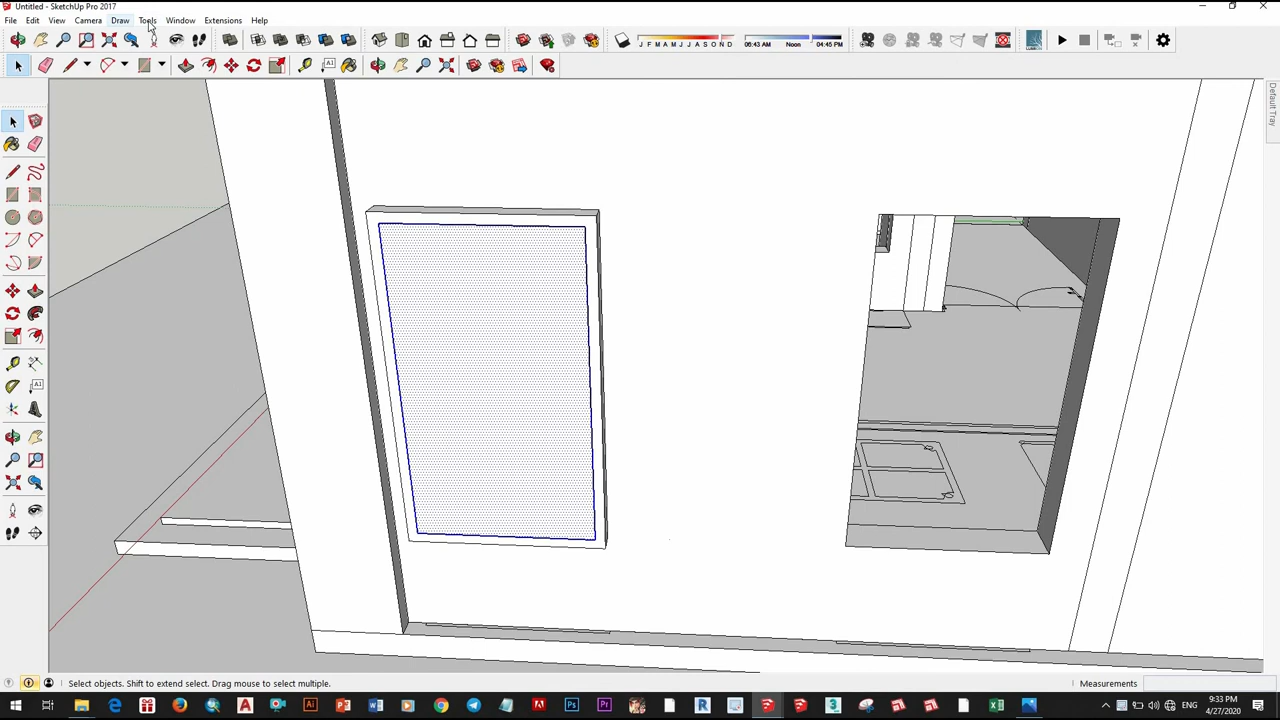 Untitled - SketchUp Pro 2017
File Edit View Camera Draw Tools Window Extensions Help
J F M A M J J A S O N D 06:43 AM Noon 04:45 PM
A1
Default Tray
A1
Select objects. Shift to extend select. Drag mouse to select multiple. Measurements
ENG 9:33 PM
4/27/2020